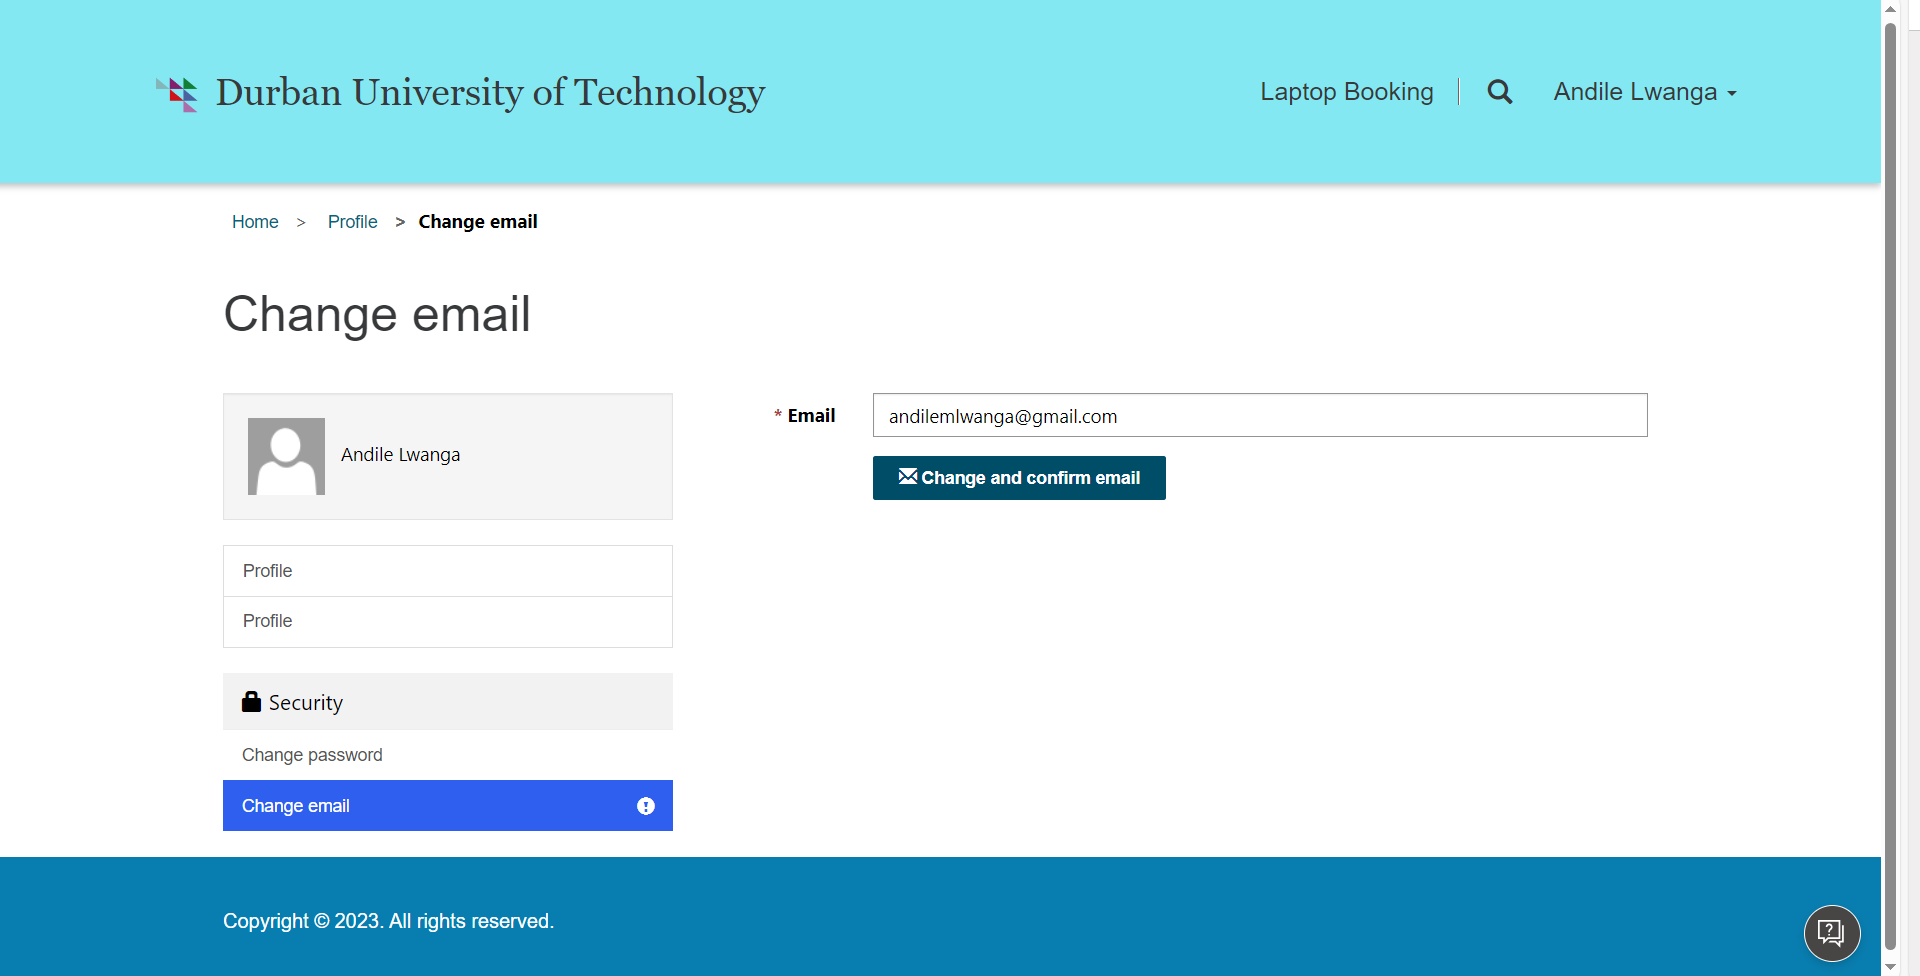 Durban University of Technology
Laptop Booking
Andile Lwanga
Home > Profile > Change email
Change email
Andile Lwanga
* Email
andilemlwanga@gmail.com
Change and confirm email
Profile
Profile
Security
Change password
Change email
Copyright © 2023. All rights reserved.